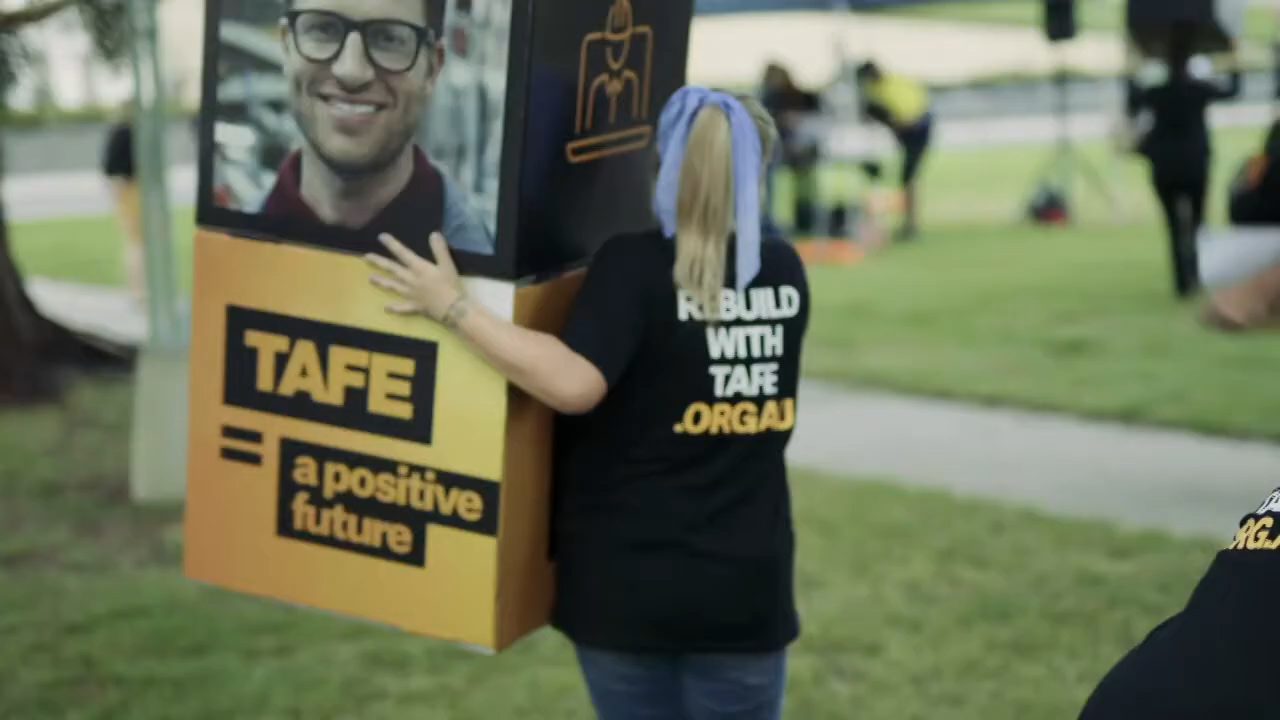 TAFE
=
a positive
future
REBUILD
WITH
TAFE
.ORG.AU